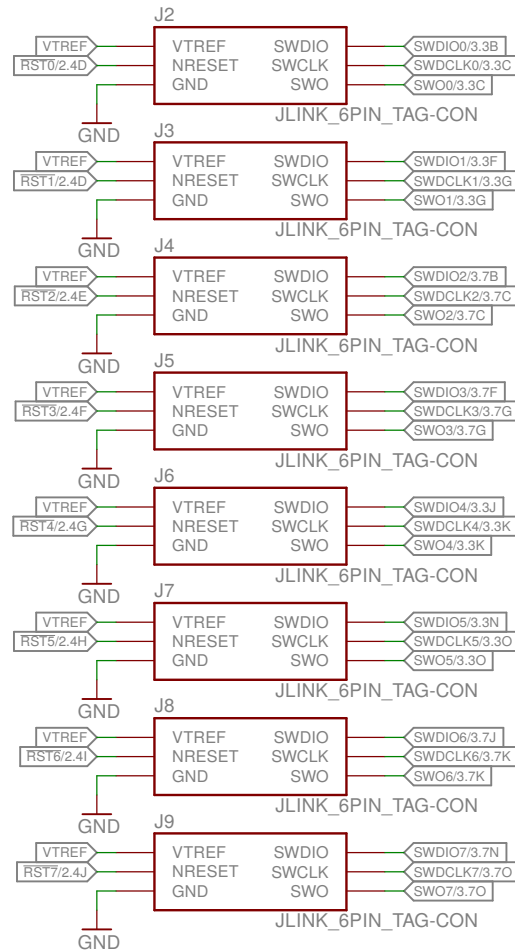 J2
VTREF VTREF SWDIO SWDIO0/3.3B
RST0/2.4D NRESET SWCLK SWDCLK0/3.3C
GND SWO SWO0/3.3C
GND JLINK_6PIN_TAG-CON
J3
VTREF VTREF SWDIO SWDIO1/3.3F
RST1/2.4D NRESET SWCLK SWDCLK1/3.3G
GND SWO SWO1/3.3G
GND JLINK_6PIN_TAG-CON
J4
VTREF VTREF SWDIO SWDIO2/3.7B
RST2/2.4E NRESET SWCLK SWDCLK2/3.7C
GND SWO SWO2/3.7C
GND JLINK_6PIN_TAG-CON
J5
VTREF VTREF SWDIO SWDIO3/3.7F
RST3/2.4F NRESET SWCLK SWDCLK3/3.7G
GND SWO SWO3/3.7G
GND JLINK_6PIN_TAG-CON
J6
VTREF VTREF SWDIO SWDIO4/3.3J
RST4/2.4G NRESET SWCLK SWDCLK4/3.3K
GND SWO SWO4/3.3K
GND JLINK_6PIN_TAG-CON
J7
VTREF VTREF SWDIO SWDIO5/3.3N
RST5/2.4H NRESET SWCLK SWDCLK5/3.3O
GND SWO SWO5/3.3O
GND JLINK_6PIN_TAG-CON
J8
VTREF VTREF SWDIO SWDIO6/3.7J
RST6/2.4I NRESET SWCLK SWDCLK6/3.7K
GND SWO SWO6/3.7K
GND JLINK_6PIN_TAG-CON
J9
VTREF VTREF SWDIO SWDIO7/3.7N
RST7/2.4J NRESET SWCLK SWDCLK7/3.7O
GND SWO SWO7/3.7O
GND JLINK_6PIN_TAG-CON